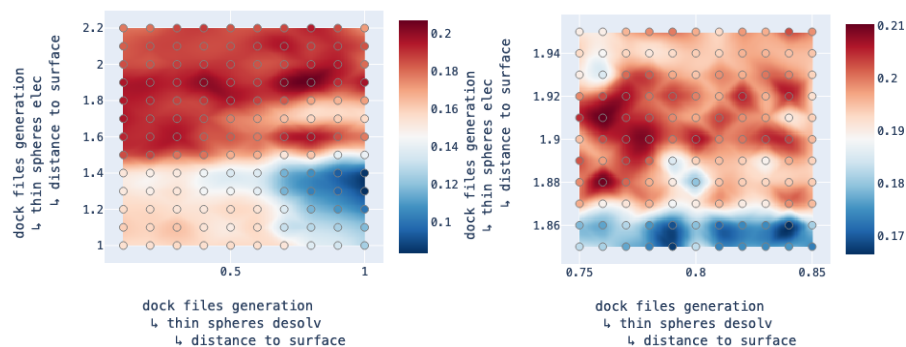 dock files generation
↳ thin spheres elec
↳ distance to surface
2.2
2
1.8
1.6
1.4
1.2
1
0.5
1
0.2
0.18
0.16
0.14
0.12
0.1
dock files generation
↳ thin spheres desolv
↳ distance to surface
dock files generation
↳ thin spheres elec
↳ distance to surface
1.94
1.92
1.9
1.88
1.86
0.75
0.8
0.85
0.21
0.2
0.19
0.18
0.17
dock files generation
↳ thin spheres desolv
↳ distance to surface